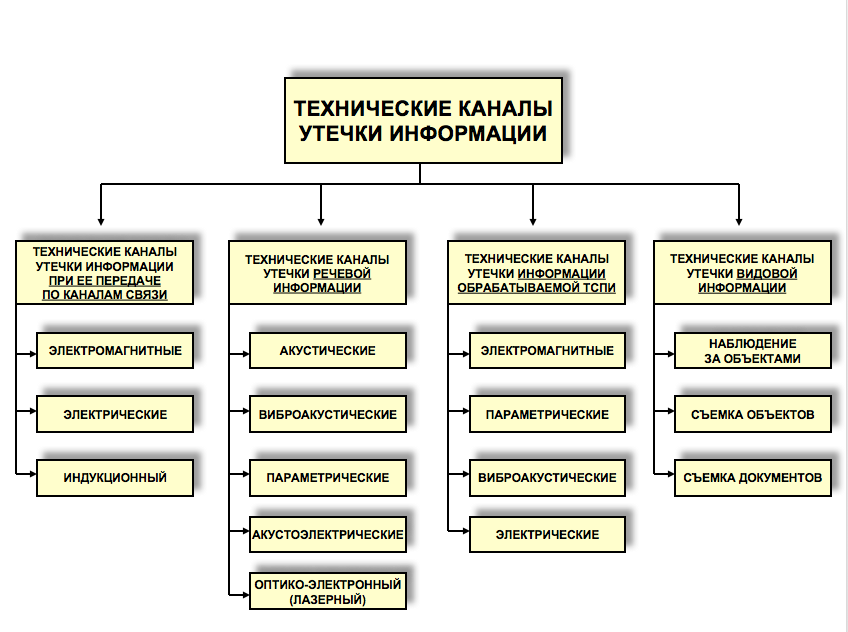 ТЕХНИЧЕСКИЕ КАНАЛЫ
УТЕЧКИ ИНФОРМАЦИИ
ТЕХНИЧЕСКИЕ КАНАЛЫ
УТЕЧКИ ИНФОРМАЦИИ
ПРИ ЕЕ ПЕРЕДАЧЕ
ПО КАНАЛАМ СВЯЗИ
ЭЛЕКТРОМАГНИТНЫЕ
ЭЛЕКТРИЧЕСКИЕ
ИНДУКЦИОННЫЙ
ТЕХНИЧЕСКИЕ КАНАЛЫ
УТЕЧКИ РЕЧЕВОЙ
ИНФОРМАЦИИ
АКУСТИЧЕСКИЕ
ВИБРОАКУСТИЧЕСКИЕ
ПАРАМЕТРИЧЕСКИЕ
АКУСТОЭЛЕКТРИЧЕСКИЕ
ОПТИКО-ЭЛЕКТРОННЫЙ
(ЛАЗЕРНЫЙ)
ТЕХНИЧЕСКИЕ КАНАЛЫ
УТЕЧКИ ИНФОРМАЦИИ
ОБРАБАТЫВАЕМОЙ ТСПИ
ЭЛЕКТРОМАГНИТНЫЕ
ПАРАМЕТРИЧЕСКИЕ
ВИБРОАКУСТИЧЕСКИЕ
ЭЛЕКТРИЧЕСКИЕ
ТЕХНИЧЕСКИЕ КАНАЛЫ
УТЕЧКИ ВИДОВОЙ
ИНФОРМАЦИИ
НАБЛЮДЕНИЕ
ЗА ОБЪЕКТАМИ
СЪЕМКА ОБЪЕКТОВ
СЪЕМКА ДОКУМЕНТОВ